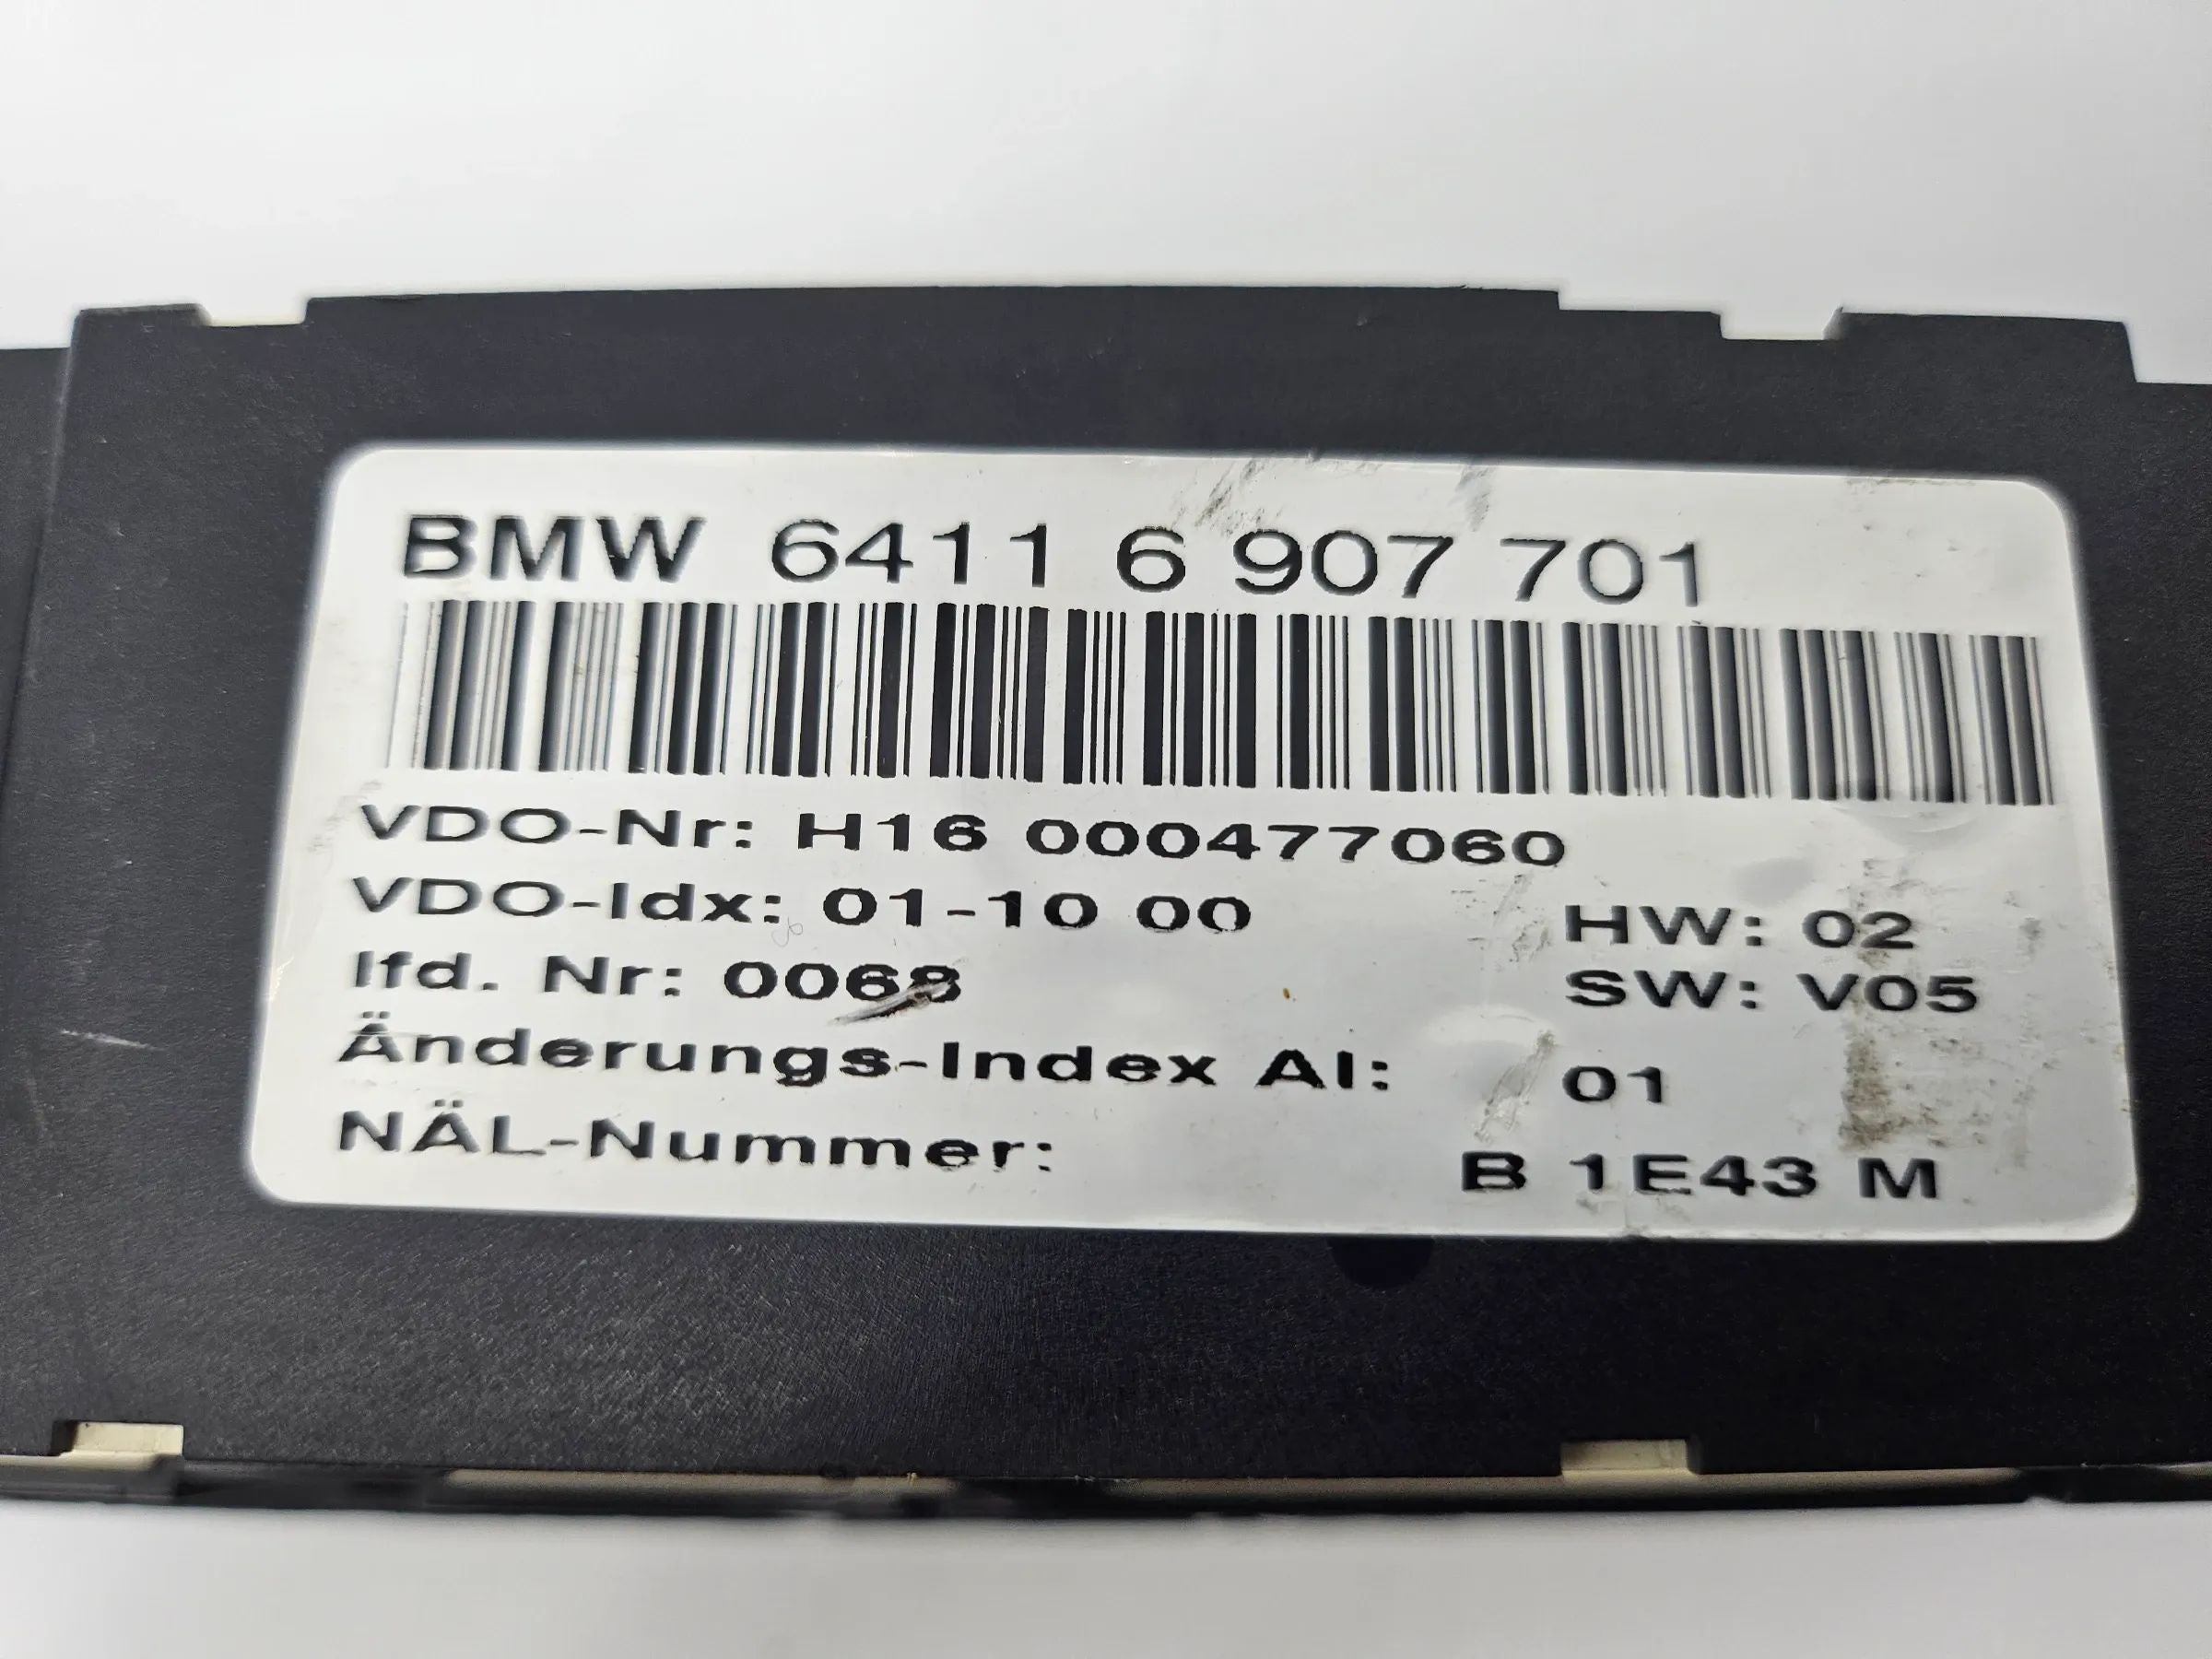 BMW 6411 6 907 701
VDO-Nr: H16 000477060
VDO-Idx: 01-10 00 HW: 02
lfd. Nr: 0068 SW: V05
Änderungs-Index AI: 01
NÄL-Nummer: B 1E43 M